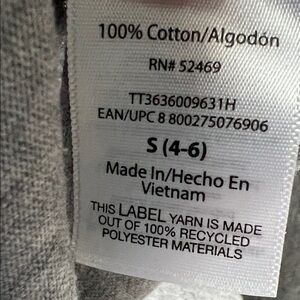 100% Cotton/Algodón
RN# 52469
TT3636009631H
EAN/UPC 8 800275076906
S (4-6)
Made In/Hecho En
Vietnam
THIS LABEL YARN IS MADE
OUT OF 100% RECYCLED
POLYESTER MATERIALS